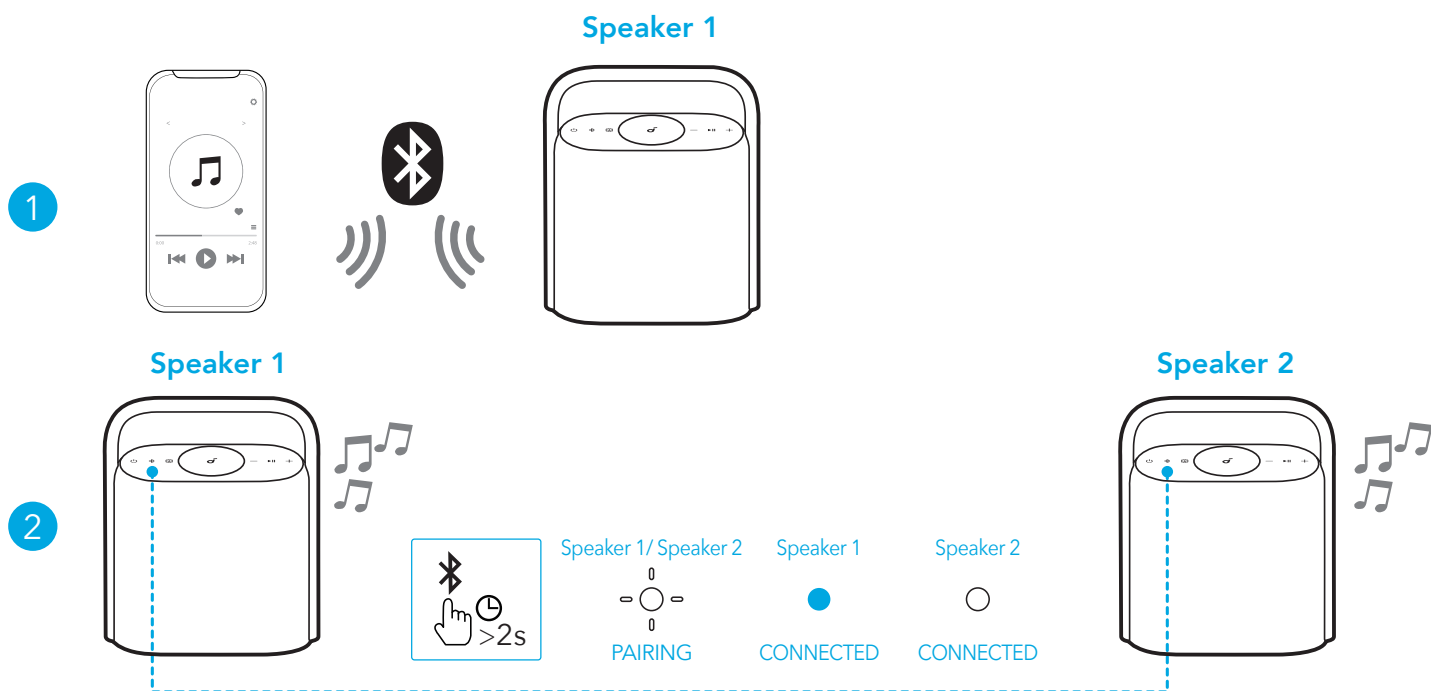 Speaker 1
1
Speaker 1
Speaker 2
2
>2s
Speaker 1/ Speaker 2
Speaker 1
Speaker 2
PAIRING
CONNECTED
CONNECTED